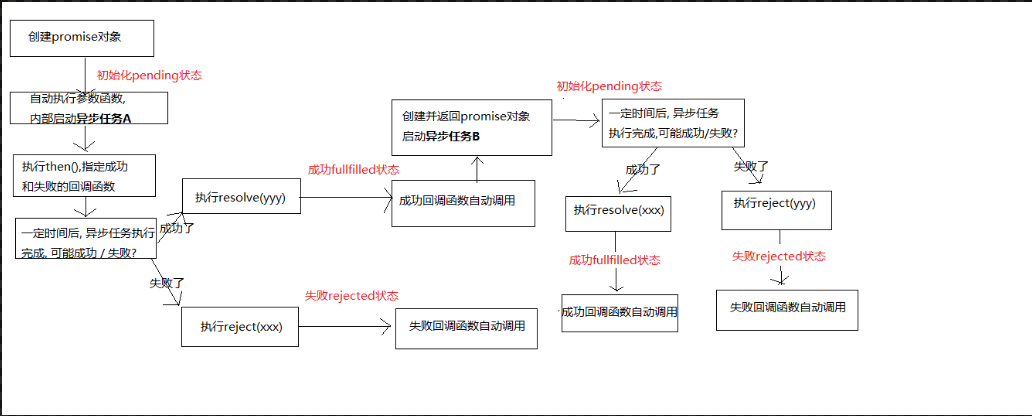 创建promise对象
初始化pending状态
自动执行参数函数,
内部启动异步任务A
执行then(),指定成功
和失败的回调函数
一定时间后, 异步任务执行
完成, 可能成功 / 失败?
成功了
执行resolve(yyy)
成功fullfilled状态
成功回调函数自动调用
失败了
执行reject(xxx)
失败rejected状态
失败回调函数自动调用
创建并返回promise对象
启动异步任务B
初始化pending状态
一定时间后, 异步任务
执行完成,可能成功/失败?
成功了
执行resolve(xxx)
成功fullfilled状态
成功回调函数自动调用
失败了
执行reject(yyy)
失败rejected状态
失败回调函数自动调用